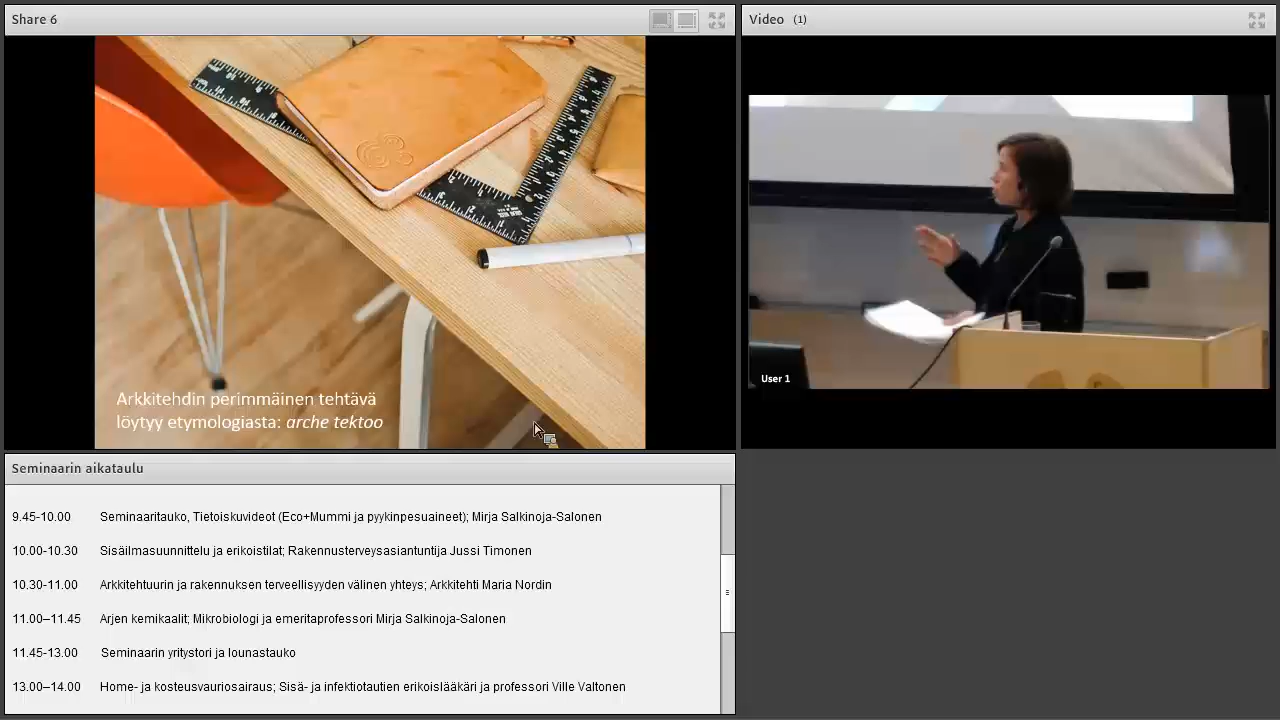 Share 6
Arkkitehdin perimmäinen tehtävä
löytyy etymologiasta: arche tektoo
Video (1)
User 1
Seminaarin aikataulu
9.45-10.00 Seminaaritauko, Tietoiskuvideot (Eco+Mummi ja pyykinpesuaineet); Mirja Salkinoja-Salonen
10.00-10.30 Sisäilmasuunnittelu ja erikoistilat; Rakennusterveysasiantuntija Jussi Timonen
10.30-11.00 Arkkitehtuurin ja rakennuksen terveellisyyden välinen yhteys; Arkkitehti Maria Nordin
11.00–11.45 Arjen kemikaalit; Mikrobiologi ja emeritaprofessori Mirja Salkinoja-Salonen
11.45-13.00 Seminaarin yritystori ja lounastauko
13.00–14.00 Home- ja kosteusvauriosairaus; Sisä- ja infektiotautien erikoislääkäri ja professori Ville Valtonen